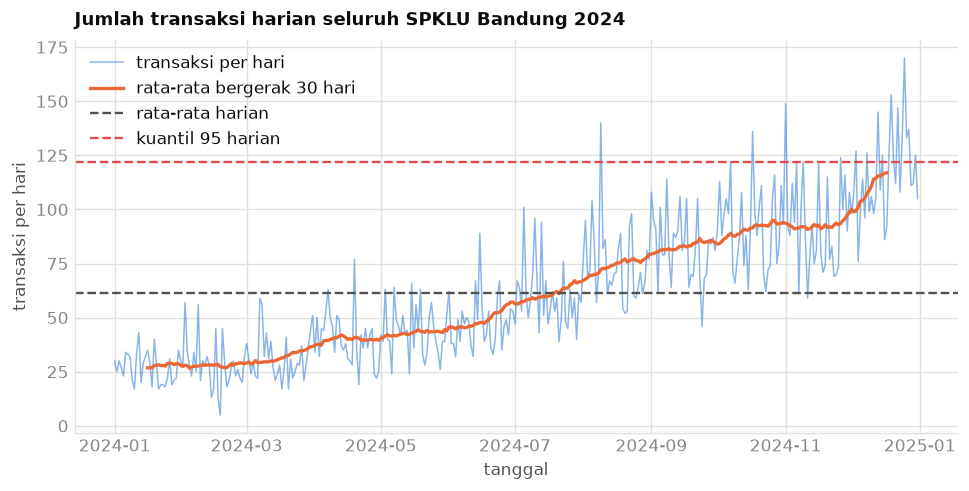 Jumlah transaksi harian seluruh SPKLU Bandung 2024
transaksi per hari
rata-rata bergerak 30 hari
rata-rata harian
kuantil 95 harian
transaksi per hari
175
150
125
100
75
50
25
0
2024-01
2024-03
2024-05
2024-07
2024-09
2024-11
2025-01
tanggal